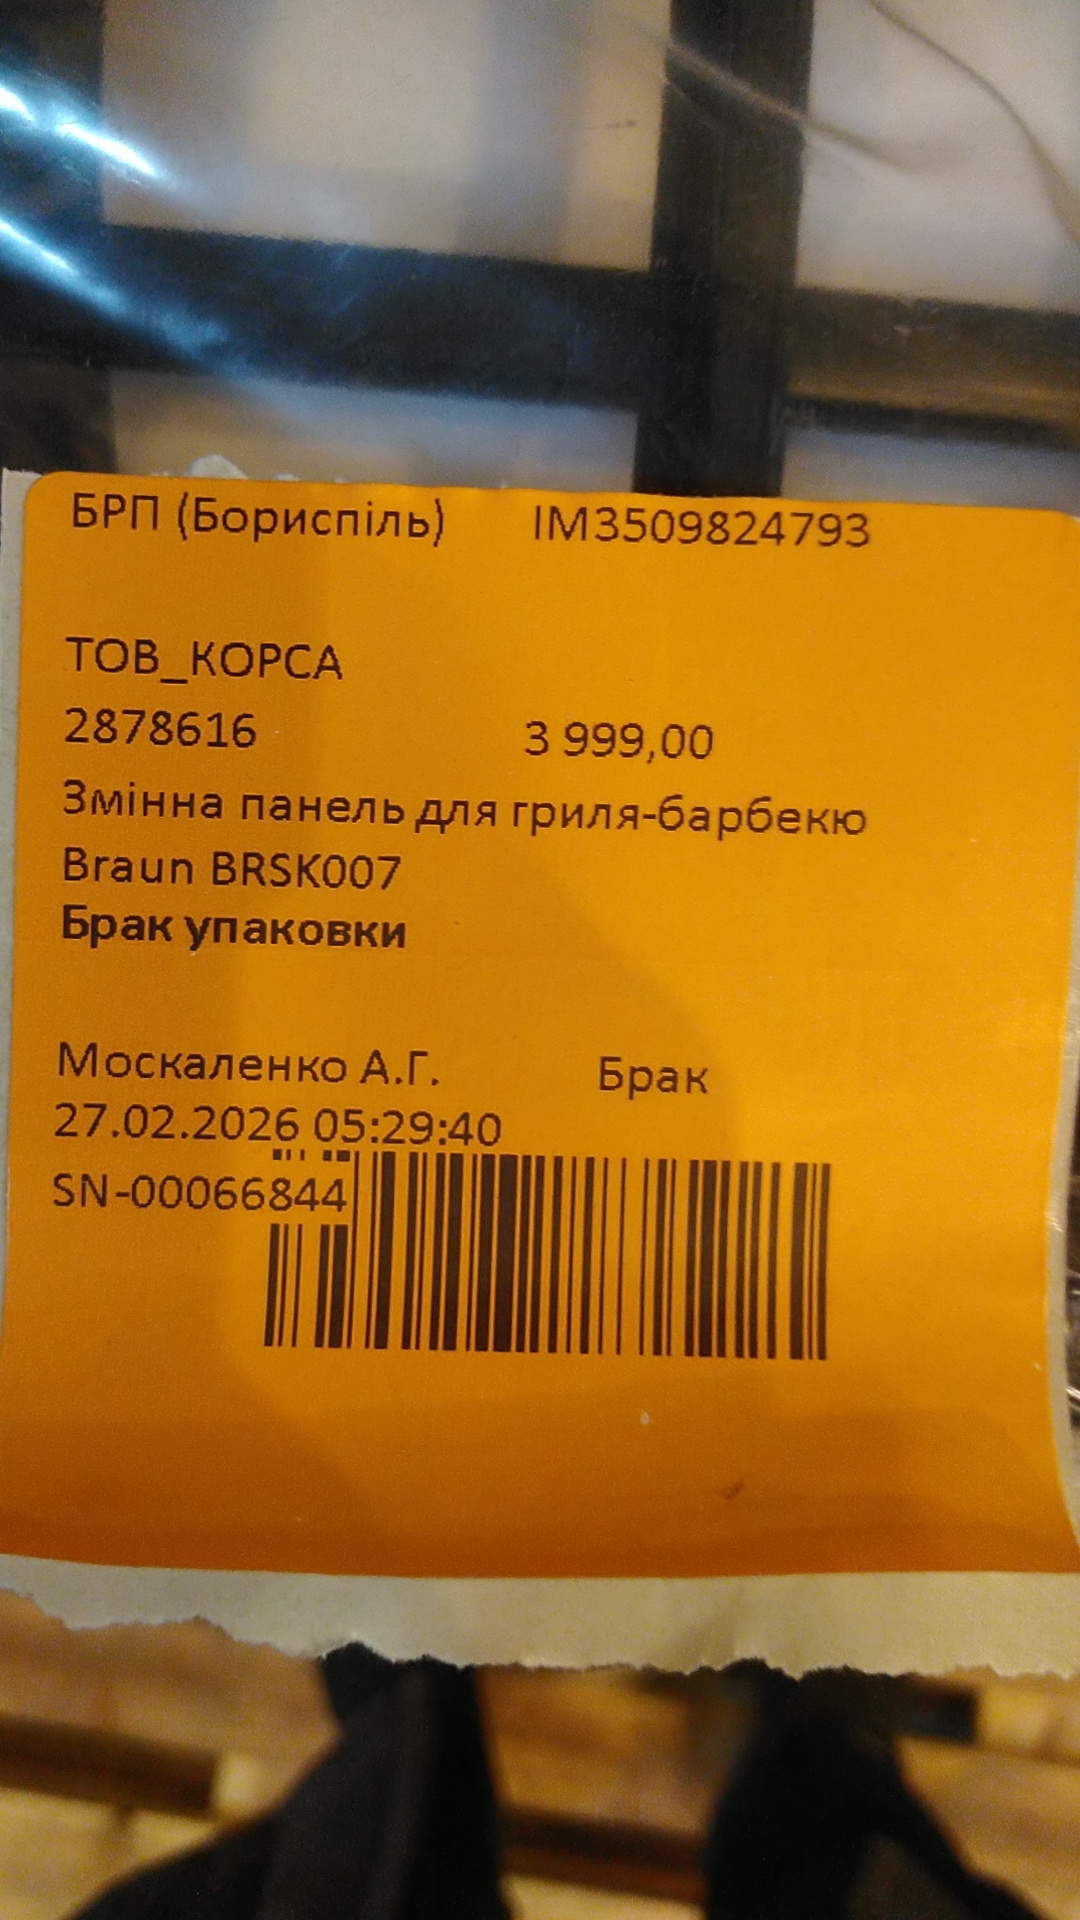 БРП (Бориспіль) IM3509824793
ТОВ_КОРСА
2878616 3 999,00
Змінна панель для гриля-барбекю
Braun BRSK007
Брак упаковки
Москаленко А.Г. Брак
27.02.2026 05:29:40
SN-00066844